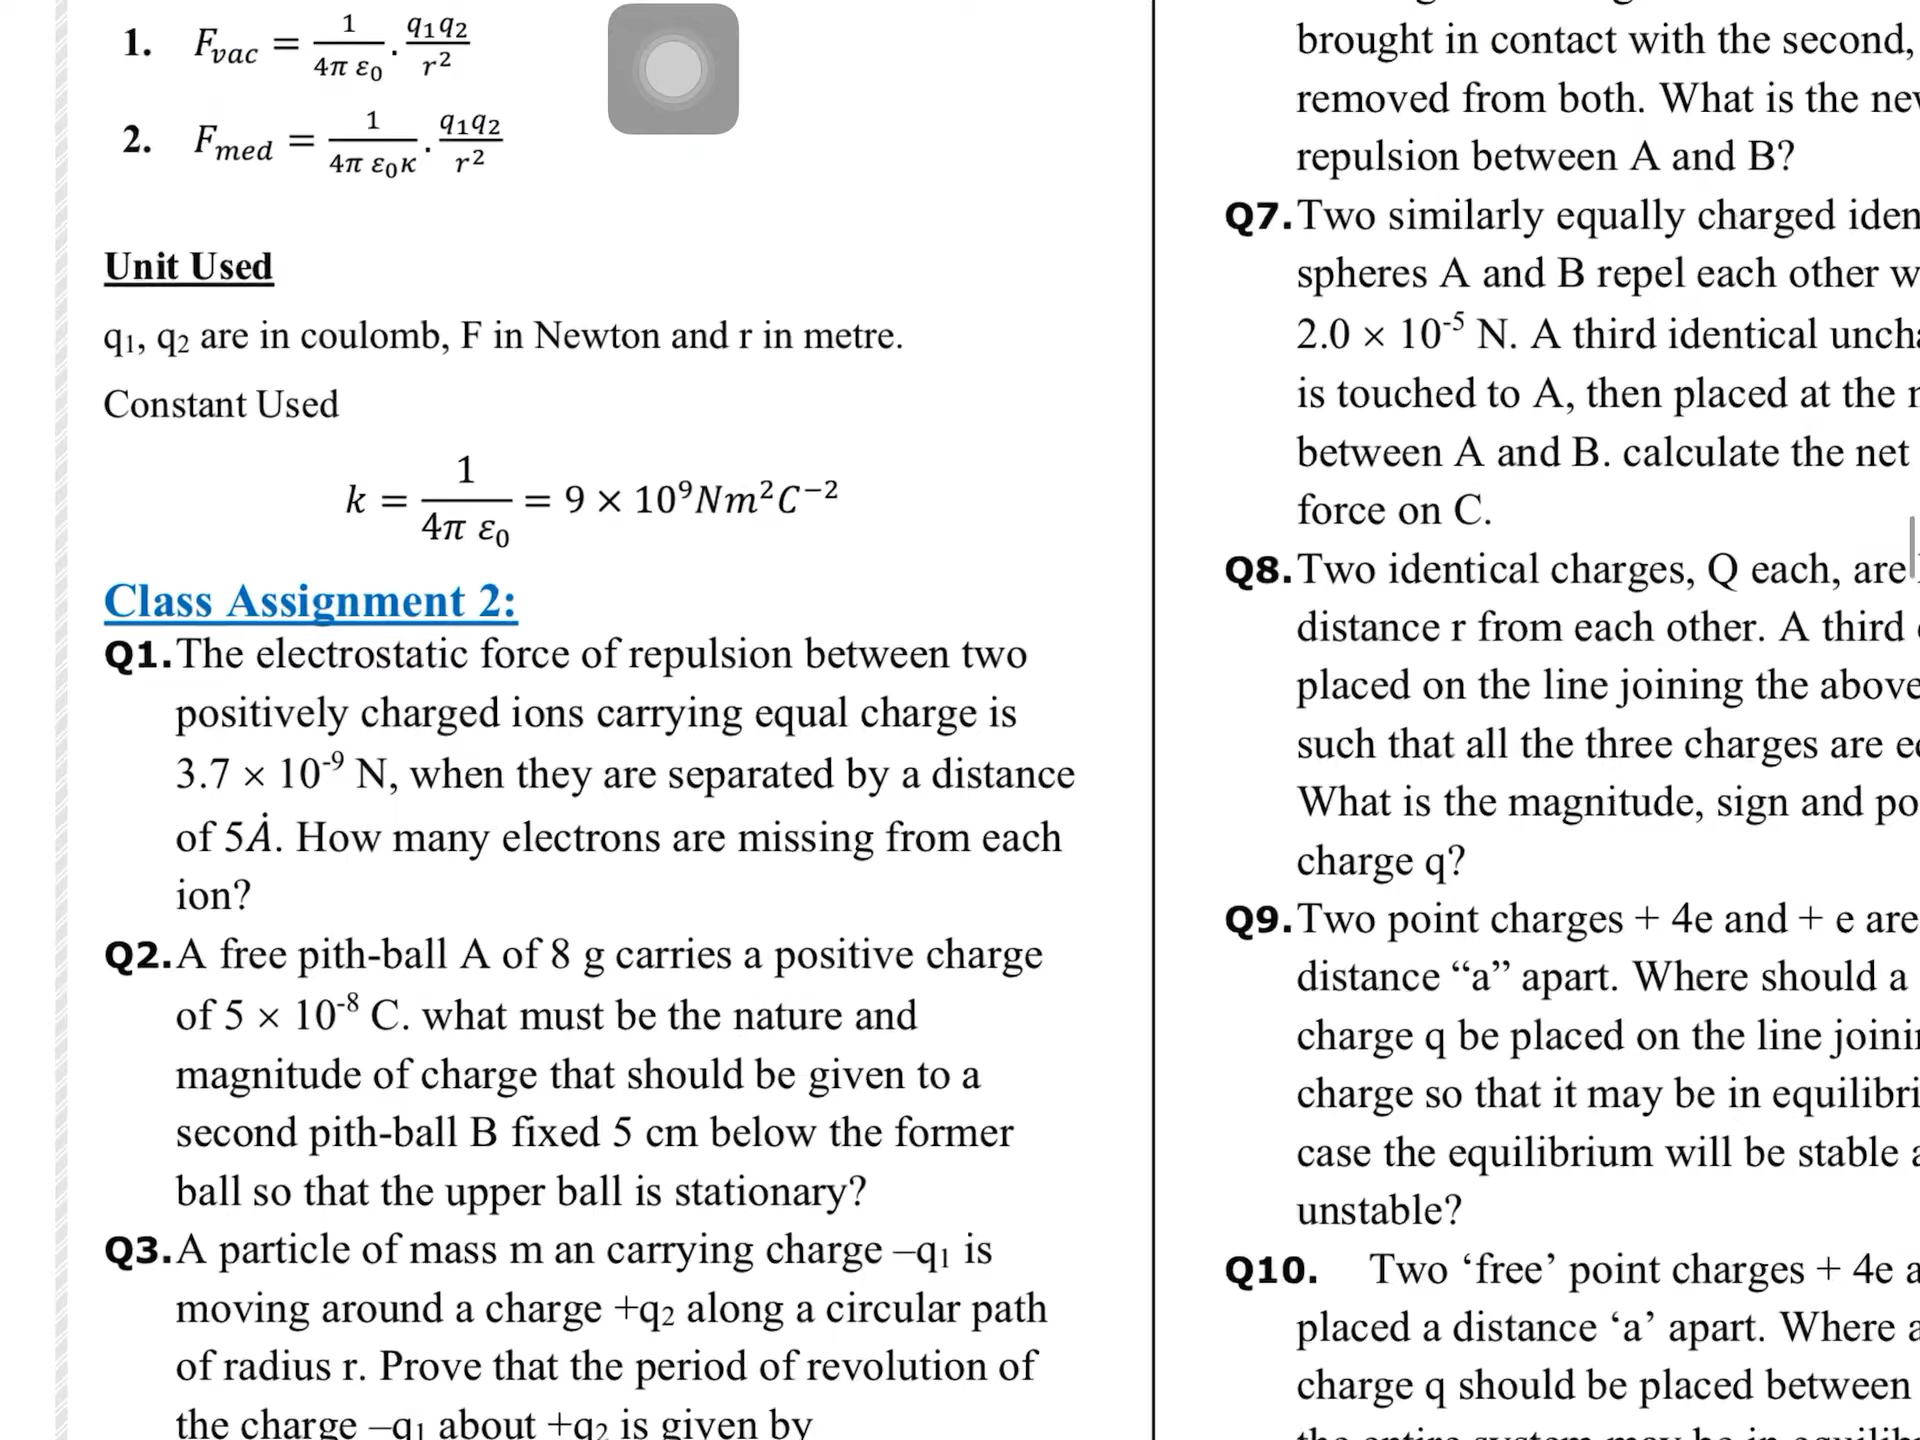 1. F_vac = 1/(4π ε₀) · q₁q₂/r²
2. F_med = 1/(4π ε₀κ) · q₁q₂/r²
Unit Used
q₁, q₂ are in coulomb, F in Newton and r in metre.
Constant Used
k = 1/(4π ε₀) = 9 × 10⁹Nm²C⁻²
Class Assignment 2:
Q1. The electrostatic force of repulsion between two
positively charged ions carrying equal charge is
3.7 × 10⁻⁹ N, when they are separated by a distance
of 5Ȧ. How many electrons are missing from each
ion?
Q2. A free pith-ball A of 8 g carries a positive charge
of 5 × 10⁻⁸ C. what must be the nature and
magnitude of charge that should be given to a
second pith-ball B fixed 5 cm below the former
ball so that the upper ball is stationary?
Q3. A particle of mass m an carrying charge –q₁ is
moving around a charge +q₂ along a circular path
of radius r. Prove that the period of revolution of
the charge –q₁ about +q₂ is given by
brought in contact with the second,
removed from both. What is the
repulsion between A and B?
Q7. Two similarly equally charged
spheres A and B repel each other
2.0 × 10⁻⁵ N. A third identical
is touched to A, then placed at the
between A and B. calculate the net
force on C.
Q8. Two identical charges, Q each, are
distance r from each other. A third
placed on the line joining the
such that all the three charges are
What is the magnitude, sign and
charge q?
Q9. Two point charges + 4e and + e are
distance “a” apart. Where should a
charge q be placed on the line
charge so that it may be in
case the equilibrium will be stable
unstable?
Q10. Two ‘free’ point charges + 4e
placed a distance ‘a’ apart. Where
charge q should be placed between